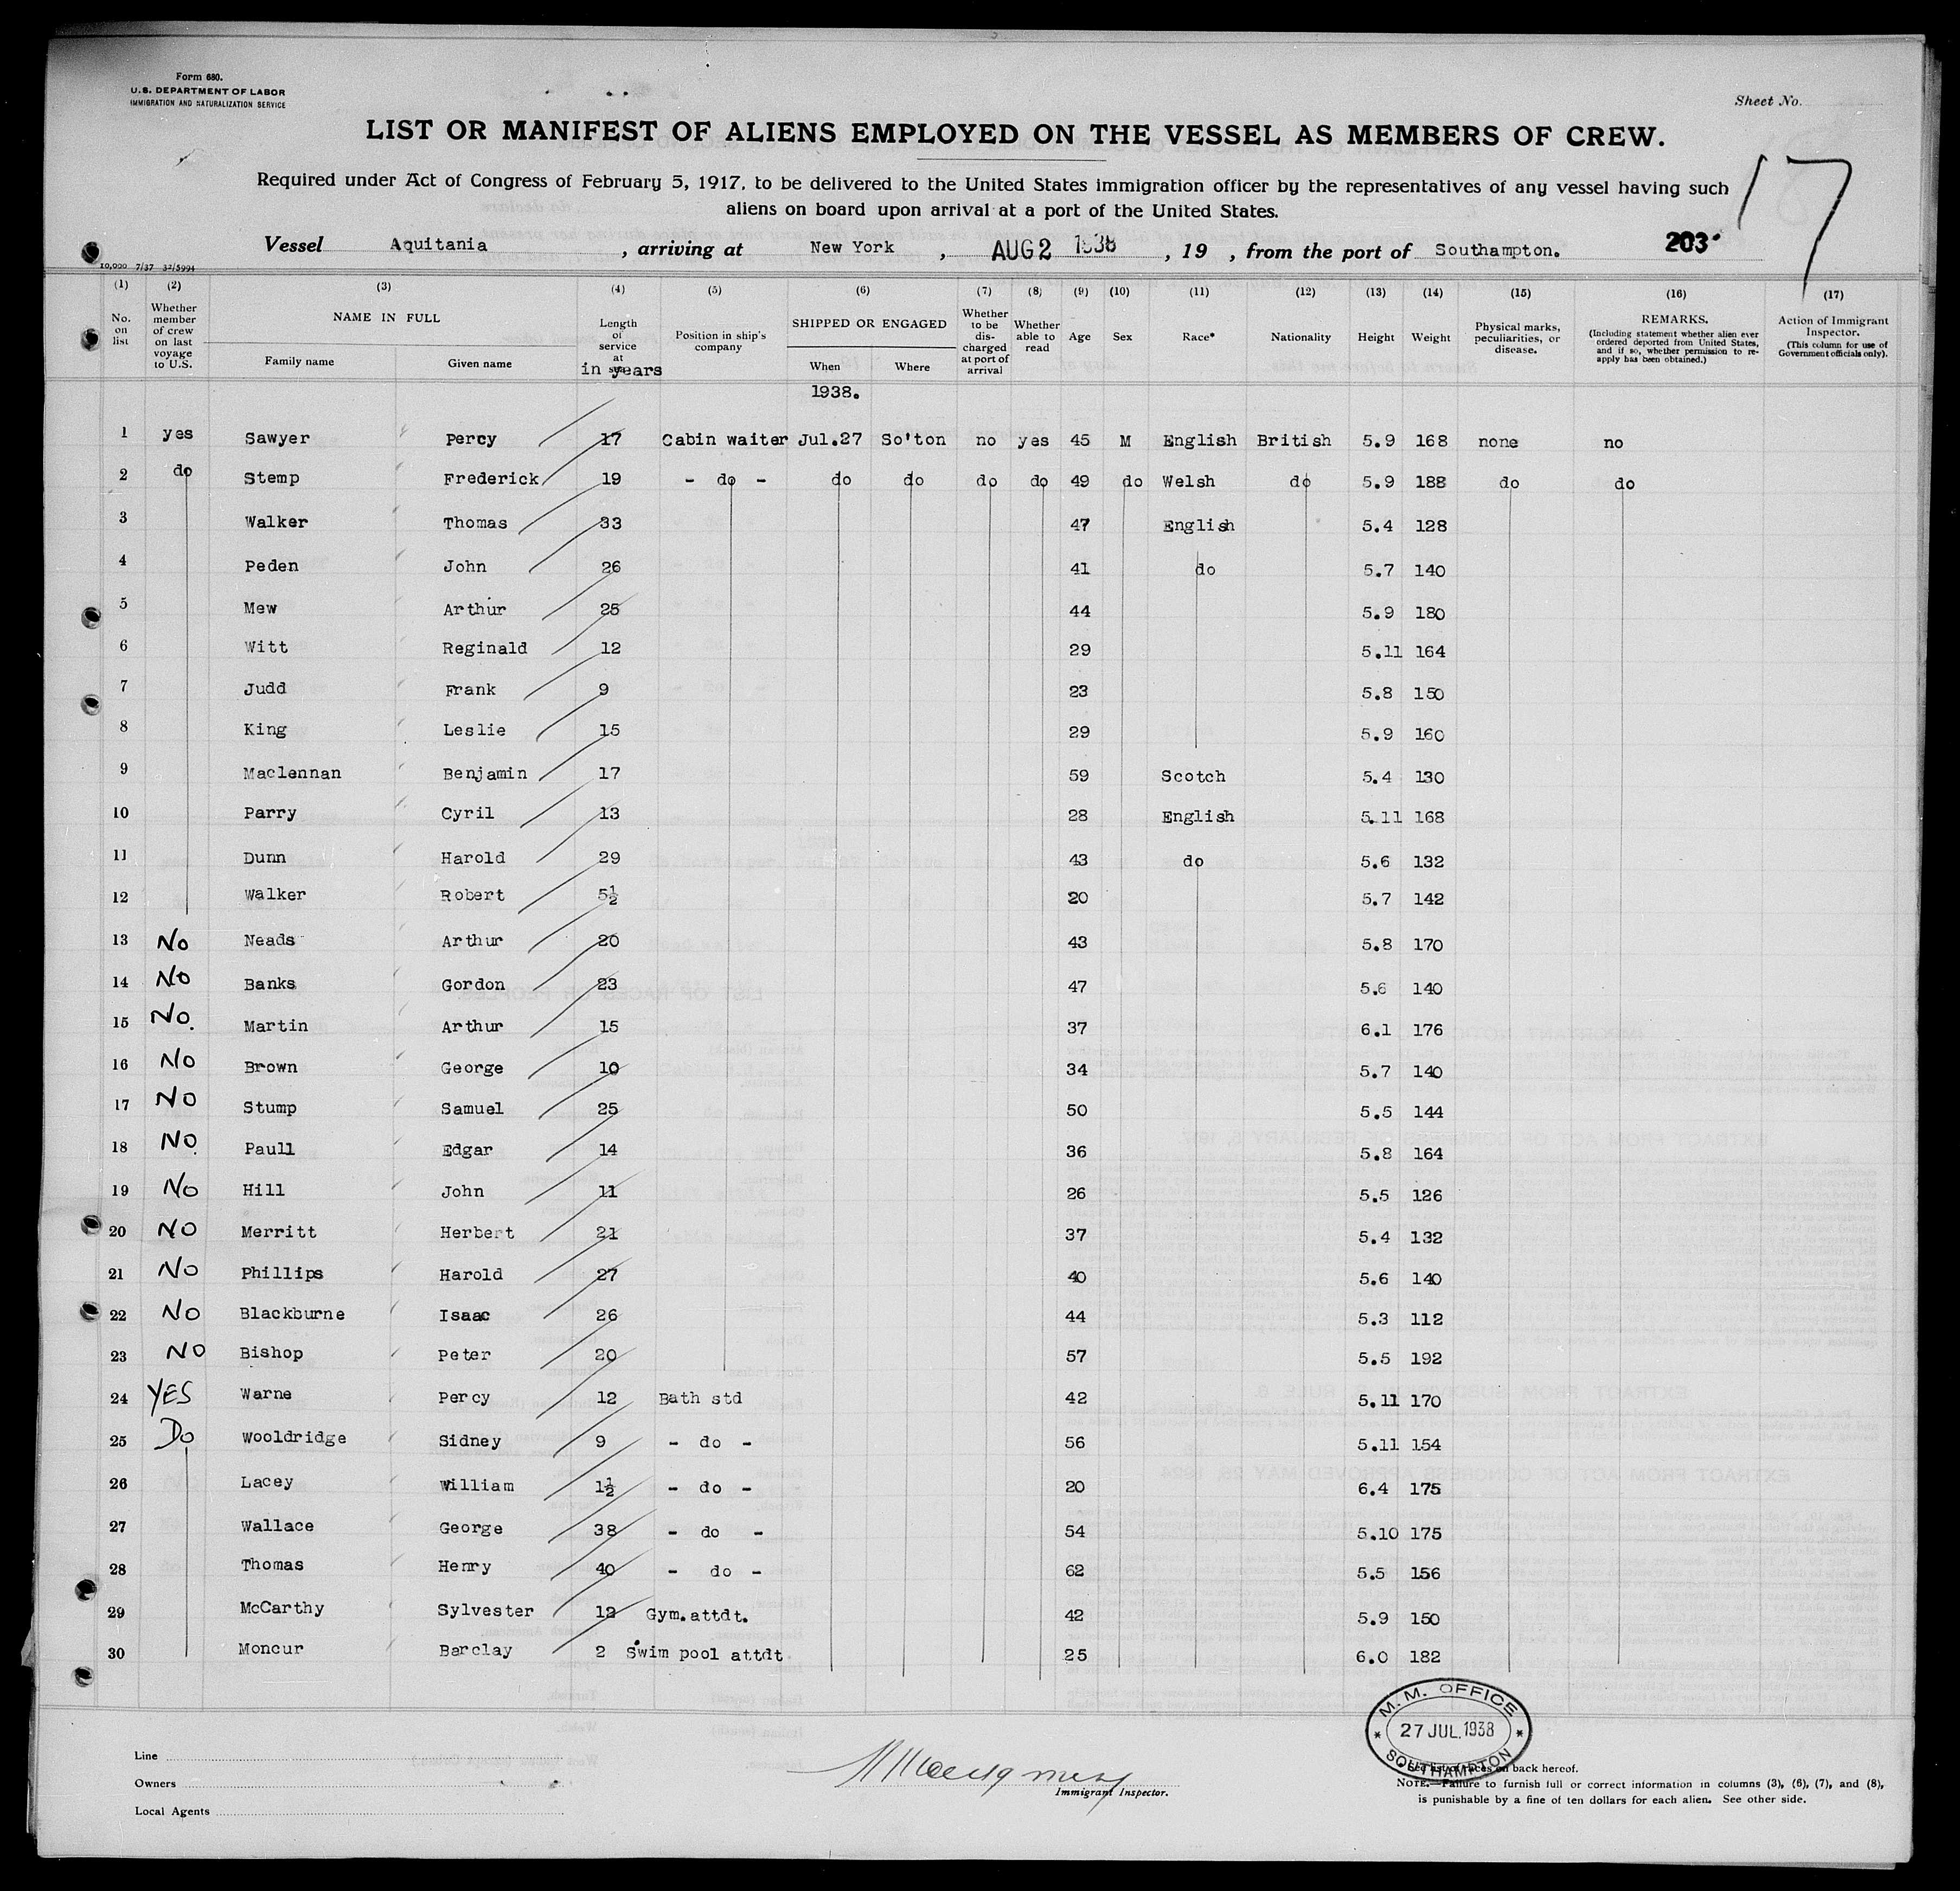 Form 680.
U.S. DEPARTMENT OF LABOR
IMMIGRATION AND NATURALIZATION SERVICE
Sheet No.
LIST OR MANIFEST OF ALIENS EMPLOYED ON THE VESSEL AS MEMBERS OF CREW.
17
Required under Act of Congress of February 5, 1917, to be delivered to the United States immigration officer by the representatives of any vessel having such
aliens on board upon arrival at a port of the United States.
Vessel Aquitania , arriving at New York , AUG 2 1938 , 19 , from the port of Southampton. 203
10,000 7/37 32/5994
(1) (2) (3) (4) (5) (6) (7) (8) (9) (10) (11) (12) (13) (14) (15) (16) (17)
No. on list Whether member of crew on last voyage to U.S. NAME IN FULL Family name Given name Length of service at sea in years Position in ship's company SHIPPED OR ENGAGED When Where Whether to be discharged at port of arrival Whether able to read Age Sex Race* Nationality Height Weight Physical marks, peculiarities, or disease. REMARKS. (Including statement whether alien ever ordered deported from United States, and if so, whether permission to reapply has been obtained.) Action of Immigrant Inspector. (This column for use of Government officials only).
1938.
1 yes Sawyer Percy 17 Cabin waiter Jul.27 So'ton no yes 45 M English British 5.9 168 none no
2 do Stemp Frederick 19 - do - do do do do 49 do Welsh do 5.9 188 do do
3 Walker Thomas 33 47 English 5.4 128
4 Peden John 26 41 do 5.7 140
5 Mew Arthur 25 44 5.9 180
6 Witt Reginald 12 29 5.11 164
7 Judd Frank 9 23 5.8 150
8 King Leslie 15 29 5.9 160
9 Maclennan Benjamin 17 59 Scotch 5.4 130
10 Parry Cyril 13 28 English 5.11 168
11 Dunn Harold 29 43 do 5.6 132
12 Walker Robert 5½ 20 5.7 142
13 No Neads Arthur 20 43 5.8 170
14 No Banks Gordon 23 47 5.6 140
15 No. Martin Arthur 15 37 6.1 176
16 No Brown George 10 34 5.7 140
17 No Stump Samuel 25 50 5.5 144
18 No. Paull Edgar 14 36 5.8 164
19 No Hill John 11 26 5.5 126
20 No Merritt Herbert 21 37 5.4 132
21 No Phillips Harold 27 40 5.6 140
22 No Blackburne Isaac 26 44 5.3 112
23 No Bishop Peter 20 57 5.5 192
24 YES Warne Percy 12 Bath std 42 5.11 170
25 Do Wooldridge Sidney 9 - do - 56 5.11 154
26 Lacey William 1½ - do - 20 6.4 175
27 Wallace George 38 - do - 54 5.10 175
28 Thomas Henry 40 - do - 62 5.5 156
29 McCarthy Sylvester 12 Gym.attdt. 42 5.9 150
30 Moncur Barclay 2 Swim pool attdt 25 6.0 182
M. M. OFFICE
* 27 JUL 1938 *
SOUTHAMPTON
Line
Owners
Local Agents
Immigrant Inspector.
See list of races on back hereof.
NOTE.—Failure to furnish full or correct information in columns (3), (6), (7), and (8),
is punishable by a fine of ten dollars for each alien. See other side.